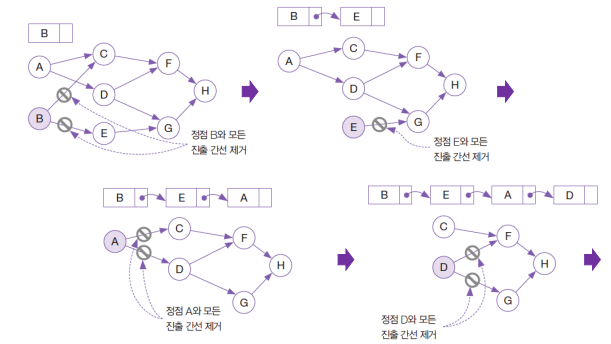 B
A
C
F
H
D
B
E
G
정점 B와 모든
진출 간선 제거
B E
A
C
F
H
D
E
G
정점 E와 모든
진출 간선 제거
B E A
A
C
F
H
D
G
정점 A와 모든
진출 간선 제거
B E A D
C
F
H
D
G
정점 D와 모든
진출 간선 제거